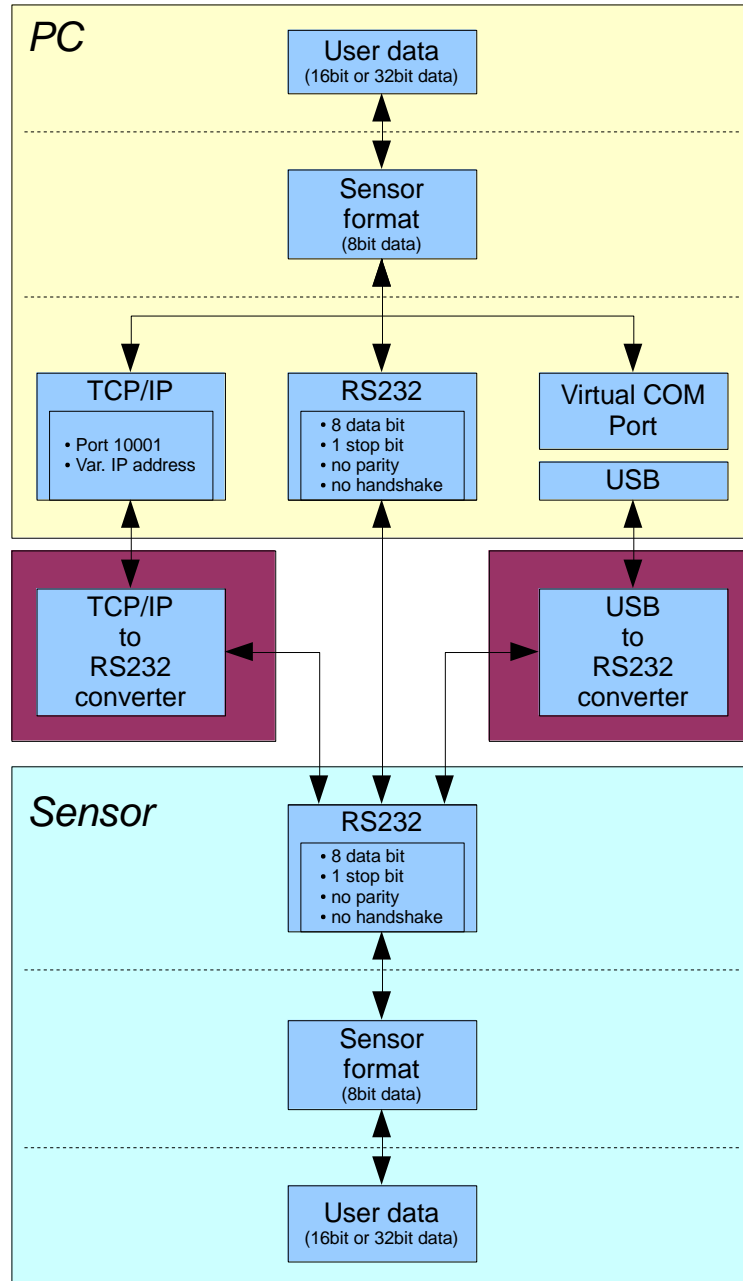 PC
User data
(16bit or 32bit data)
Sensor
format
(8bit data)
TCP/IP
• Port 10001
• Var. IP address
RS232
• 8 data bit
• 1 stop bit
• no parity
• no handshake
Virtual COM
Port
USB
TCP/IP
to
RS232
converter
USB
to
RS232
converter
Sensor
RS232
• 8 data bit
• 1 stop bit
• no parity
• no handshake
Sensor
format
(8bit data)
User data
(16bit or 32bit data)